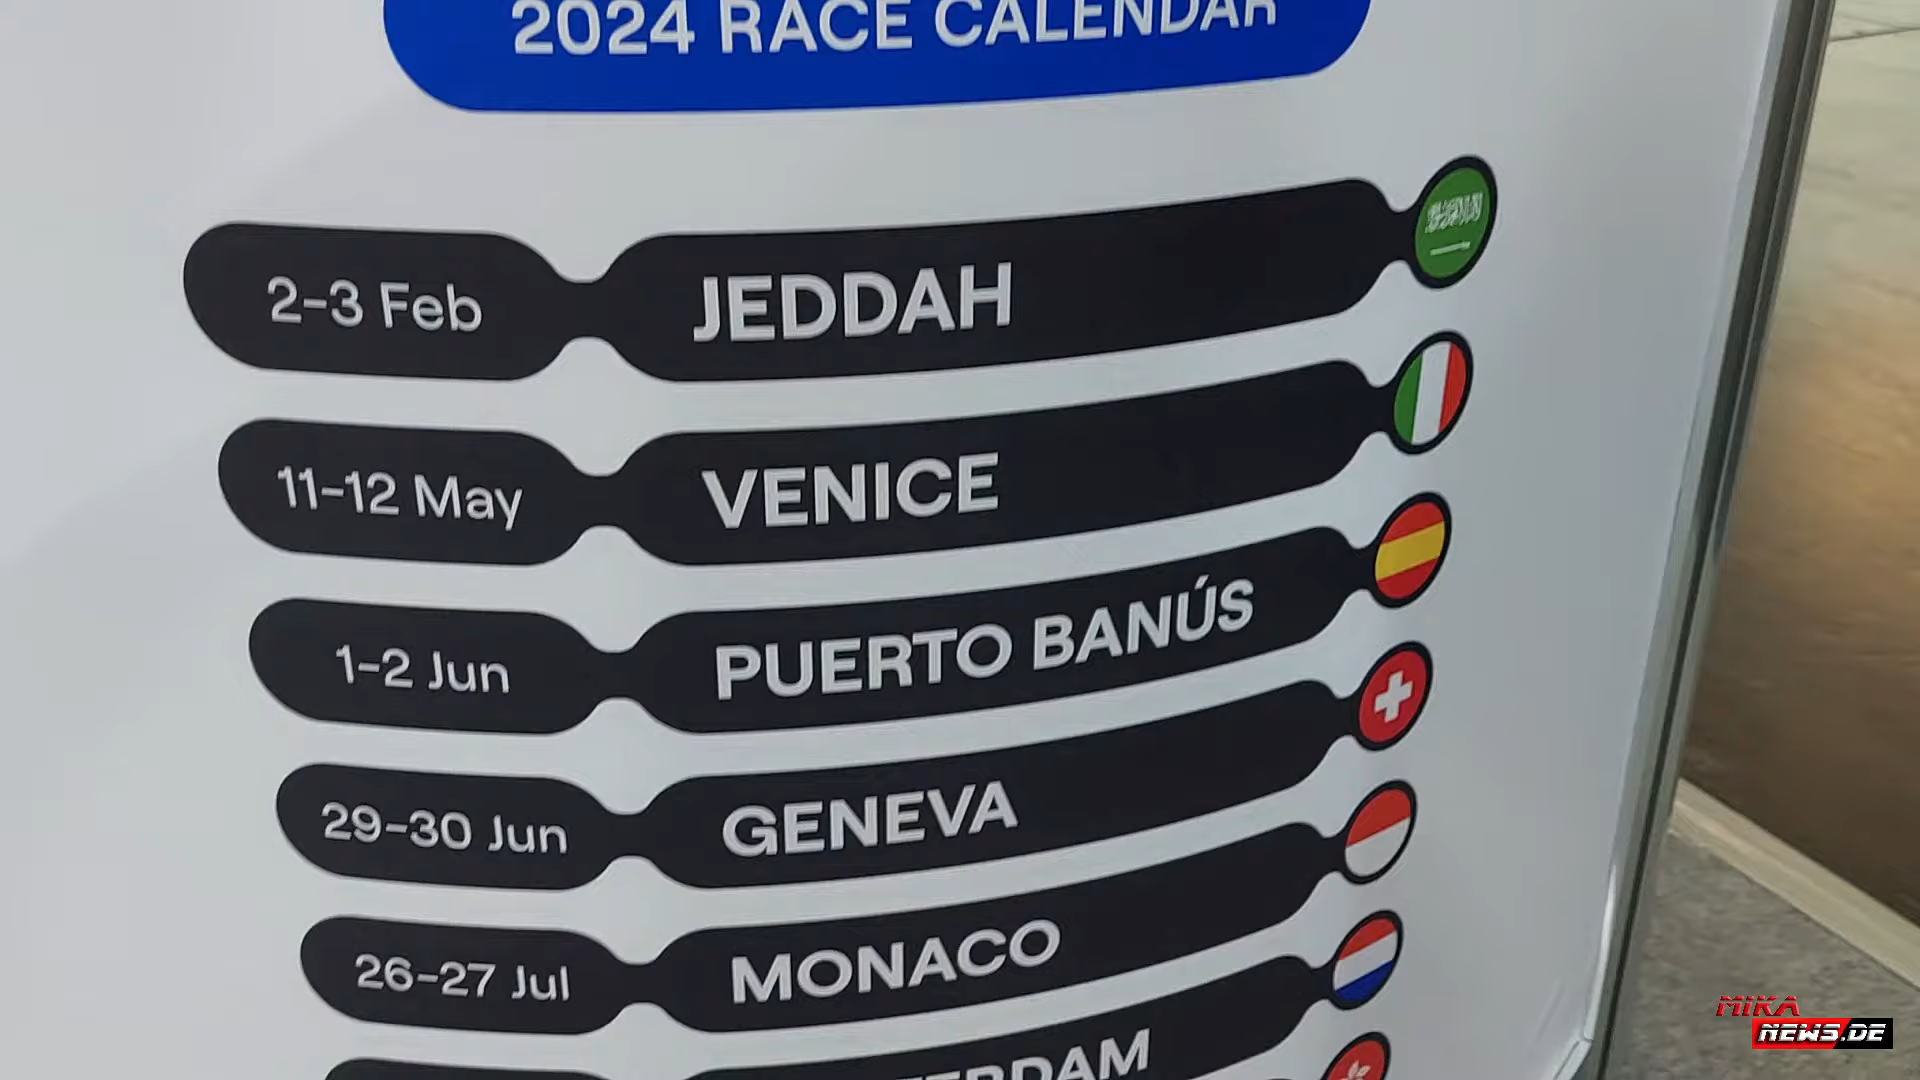 2024 RACE CALENDAR
2-3 Feb JEDDAH
11-12 May VENICE
1-2 Jun PUERTO BANÚS
29-30 Jun GENEVA
26-27 Jul MONACO
MIKA
NEWS.DE